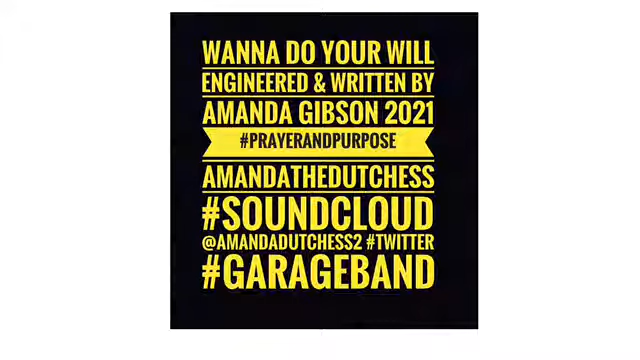 WANNA DO YOUR WILL
ENGINEERED & WRITTEN BY
AMANDA GIBSON 2021
#PRAYERANDPURPOSE
AMANDATHEDUTCHESS
#SOUNDCLOUD
@AMANDADUTCHESS2 #TWITTER
#GARAGEBAND